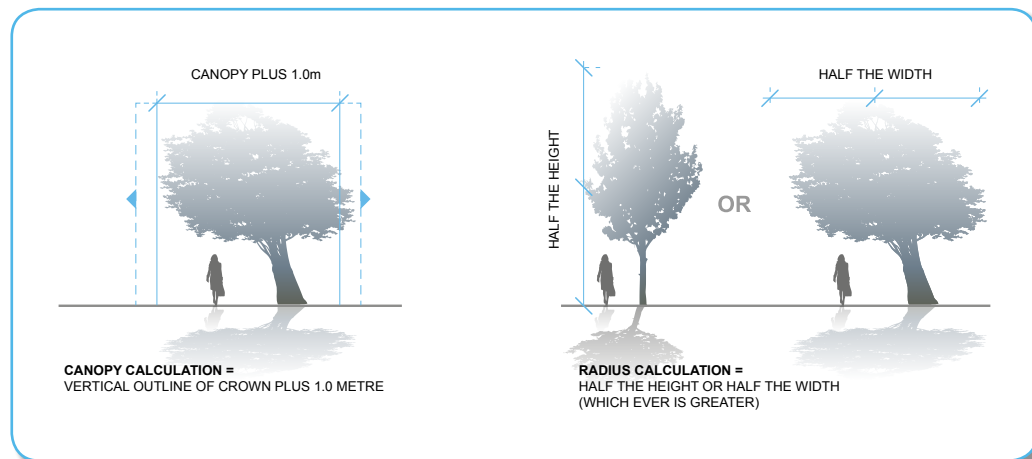 CANOPY PLUS 1.0m
CANOPY CALCULATION =
VERTICAL OUTLINE OF CROWN PLUS 1.0 METRE
HALF THE HEIGHT
OR
HALF THE WIDTH
RADIUS CALCULATION =
HALF THE HEIGHT OR HALF THE WIDTH
(WHICH EVER IS GREATER)